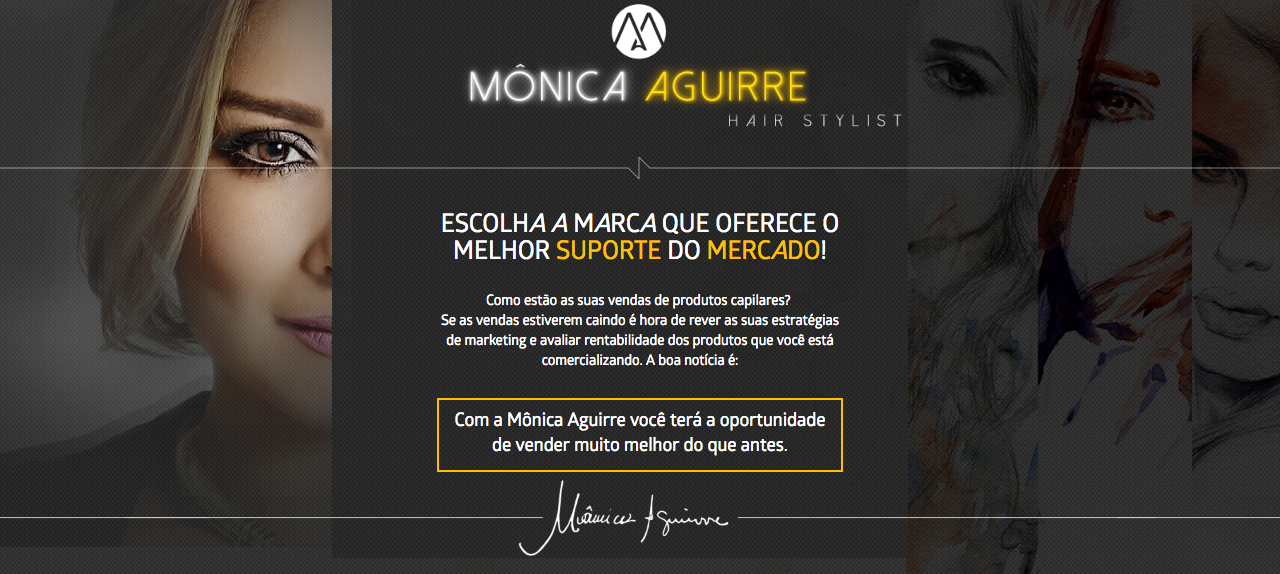 MA
MÔNICA AGUIRRE
HAIR STYLIST
ESCOLHA A MARCA QUE OFERECE O
MELHOR SUPORTE DO MERCADO!
Como estão as suas vendas de produtos capilares?
Se as vendas estiverem caindo é hora de rever as suas estratégias
de marketing e avaliar rentabilidade dos produtos que você está
comercializando. A boa notícia é:
Com a Mônica Aguirre você terá a oportunidade
de vender muito melhor do que antes.
Mônica Aguirre